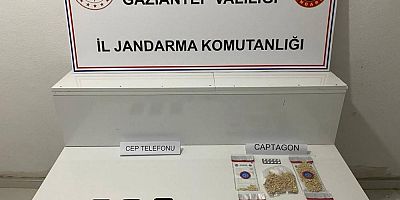 GAZİANTEP VALİLİĞİ
İL JANDARMA KOMUTANLIĞI
CEP TELEFONU
CAPTAGON